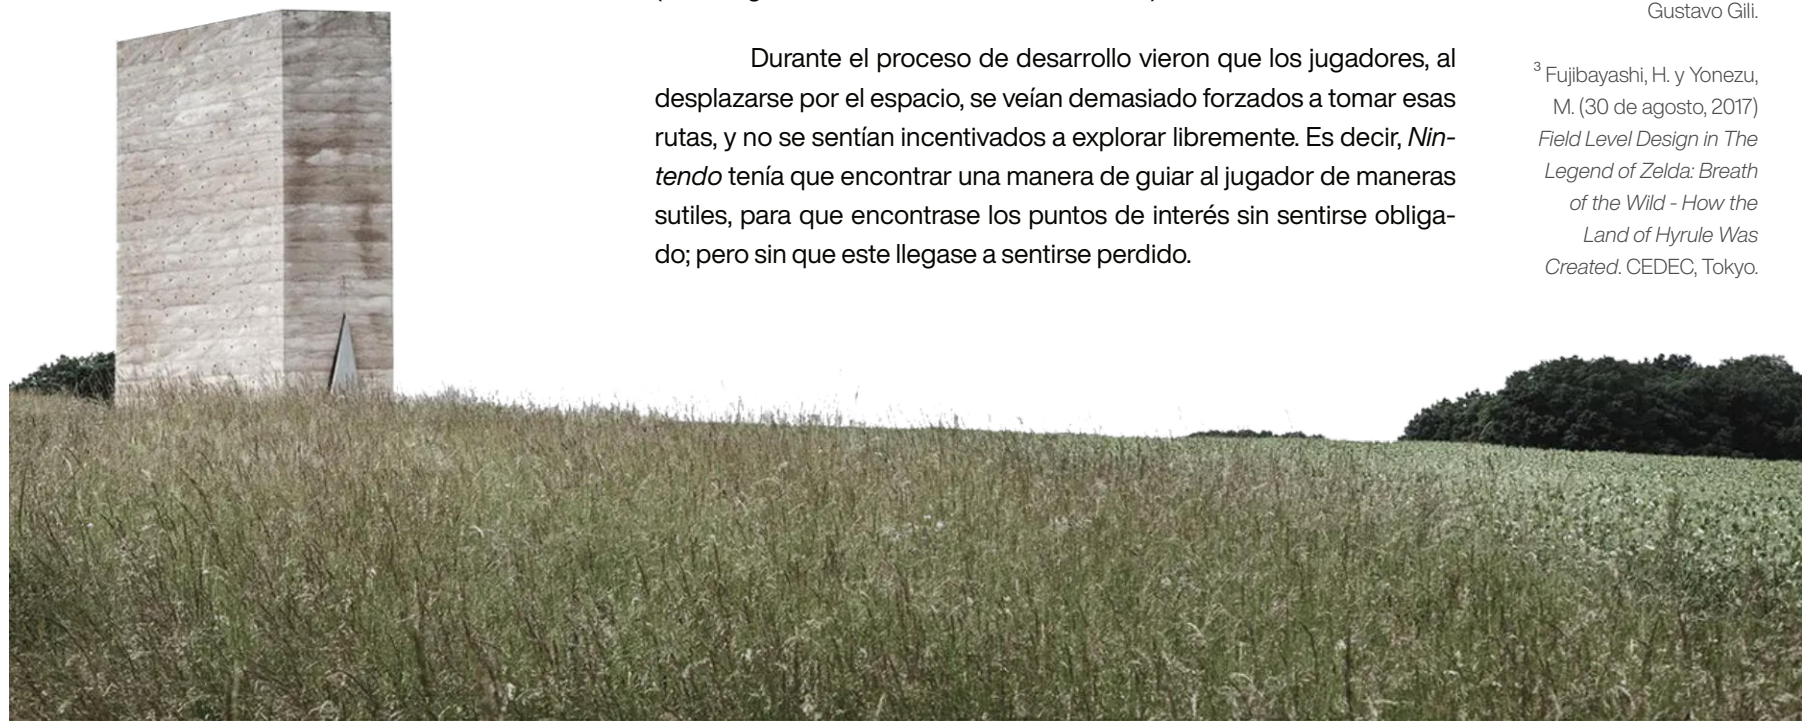 Durante el proceso de desarrollo vieron que los jugadores, al
desplazarse por el espacio, se veían demasiado forzados a tomar esas
rutas, y no se sentían incentivados a explorar libremente. Es decir, Nin-
tendo tenía que encontrar una manera de guiar al jugador de maneras
sutiles, para que encontrase los puntos de interés sin sentirse obliga-
do; pero sin que este llegase a sentirse perdido.
Gustavo Gili.
³ Fujibayashi, H. y Yonezu,
M. (30 de agosto, 2017)
Field Level Design in The
Legend of Zelda: Breath
of the Wild - How the
Land of Hyrule Was
Created. CEDEC, Tokyo.